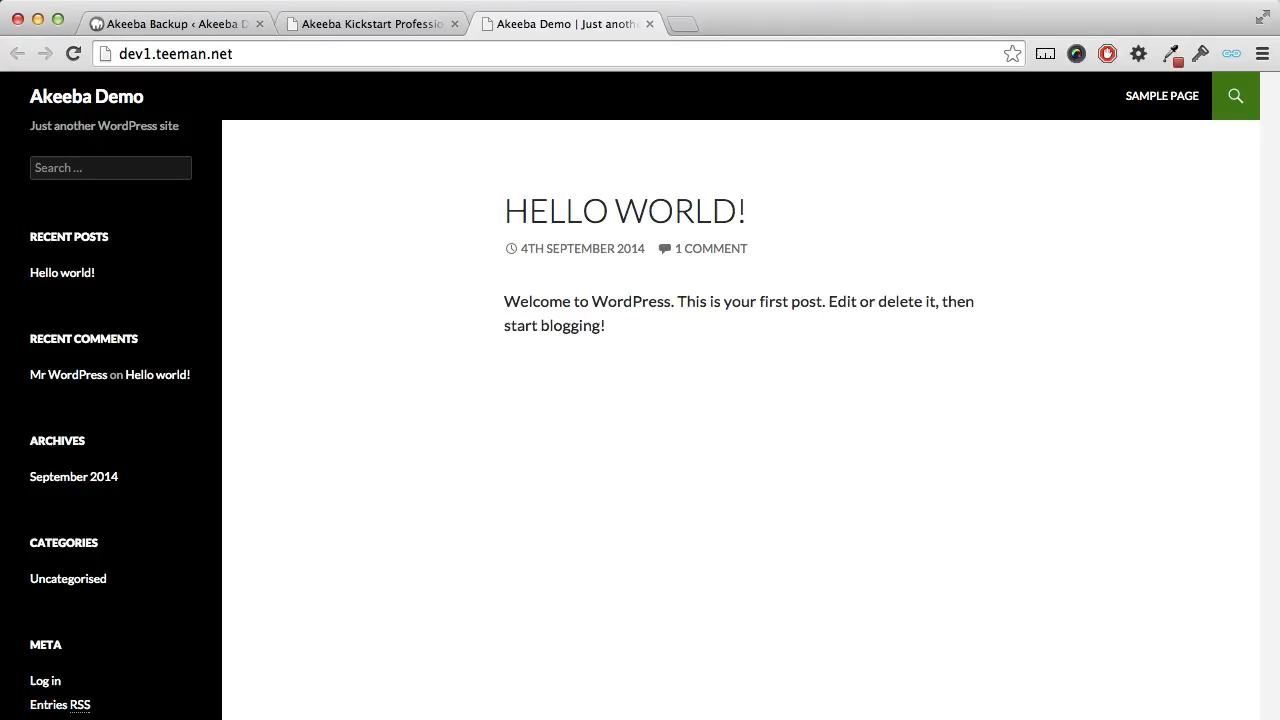 Akeeba Backup ‹ Akeeba D
Akeeba Kickstart Professio
Akeeba Demo | Just anoth
dev1.teeman.net
Akeeba Demo
SAMPLE PAGE
Just another WordPress site
Search ...
HELLO WORLD!
4TH SEPTEMBER 2014
1 COMMENT
Welcome to WordPress. This is your first post. Edit or delete it, then
start blogging!
RECENT POSTS
Hello world!
RECENT COMMENTS
Mr WordPress on Hello world!
ARCHIVES
September 2014
CATEGORIES
Uncategorised
META
Log in
Entries RSS